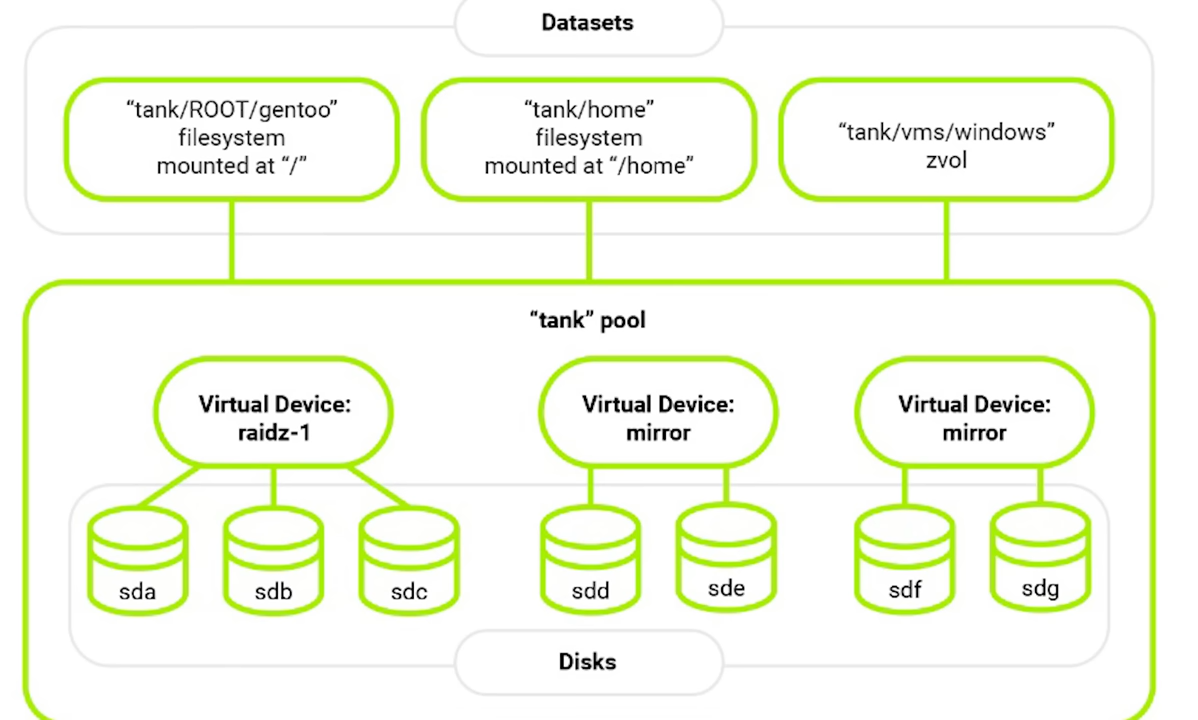 Datasets
“tank/ROOT/gentoo”
filesystem
mounted at “/”
“tank/home”
filesystem
mounted at “/home”
“tank/vms/windows”
zvol
“tank” pool
Virtual Device:
raidz-1
Virtual Device:
mirror
Virtual Device:
mirror
sda
sdb
sdc
sdd
sde
sdf
sdg
Disks